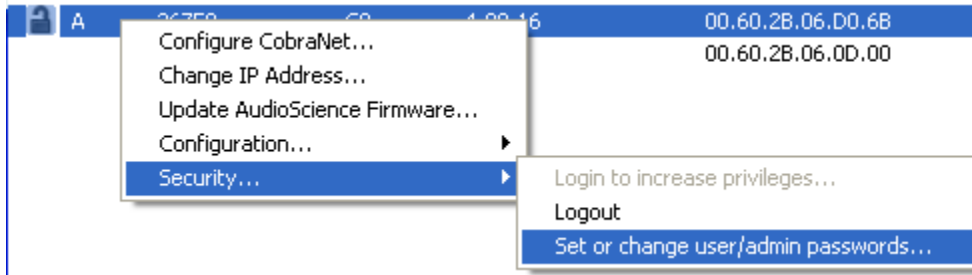 A 00.60.2B.06.D0.6B
00.60.2B.06.0D.00
Configure CobraNet...
Change IP Address...
Update AudioScience Firmware...
Configuration...
Security...
Login to increase privileges...
Logout
Set or change user/admin passwords...